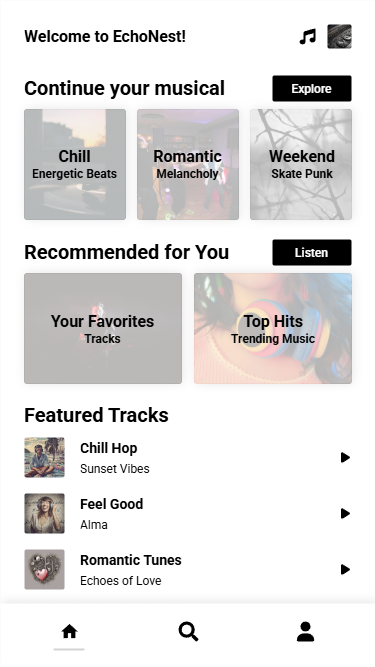 Welcome to EchoNest!
Continue your musical
Explore
Chill
Energetic Beats
Romantic
Melancholy
Weekend
Skate Punk
Recommended for You
Listen
Your Favorites
Tracks
Top Hits
Trending Music
Featured Tracks
Chill Hop
Sunset Vibes
Feel Good
Alma
Romantic Tunes
Echoes of Love